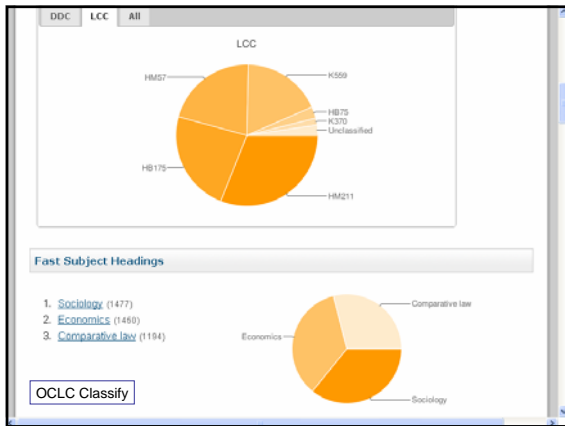 DDC LCC All
LCC
HM57
K559
HB75
K370
Unclassified
HB175
HM211
Fast Subject Headings
1. Sociology (1477)
2. Economics (1460)
3. Comparative law (1194)
Comparative law
Economics
Sociology
OCLC Classify